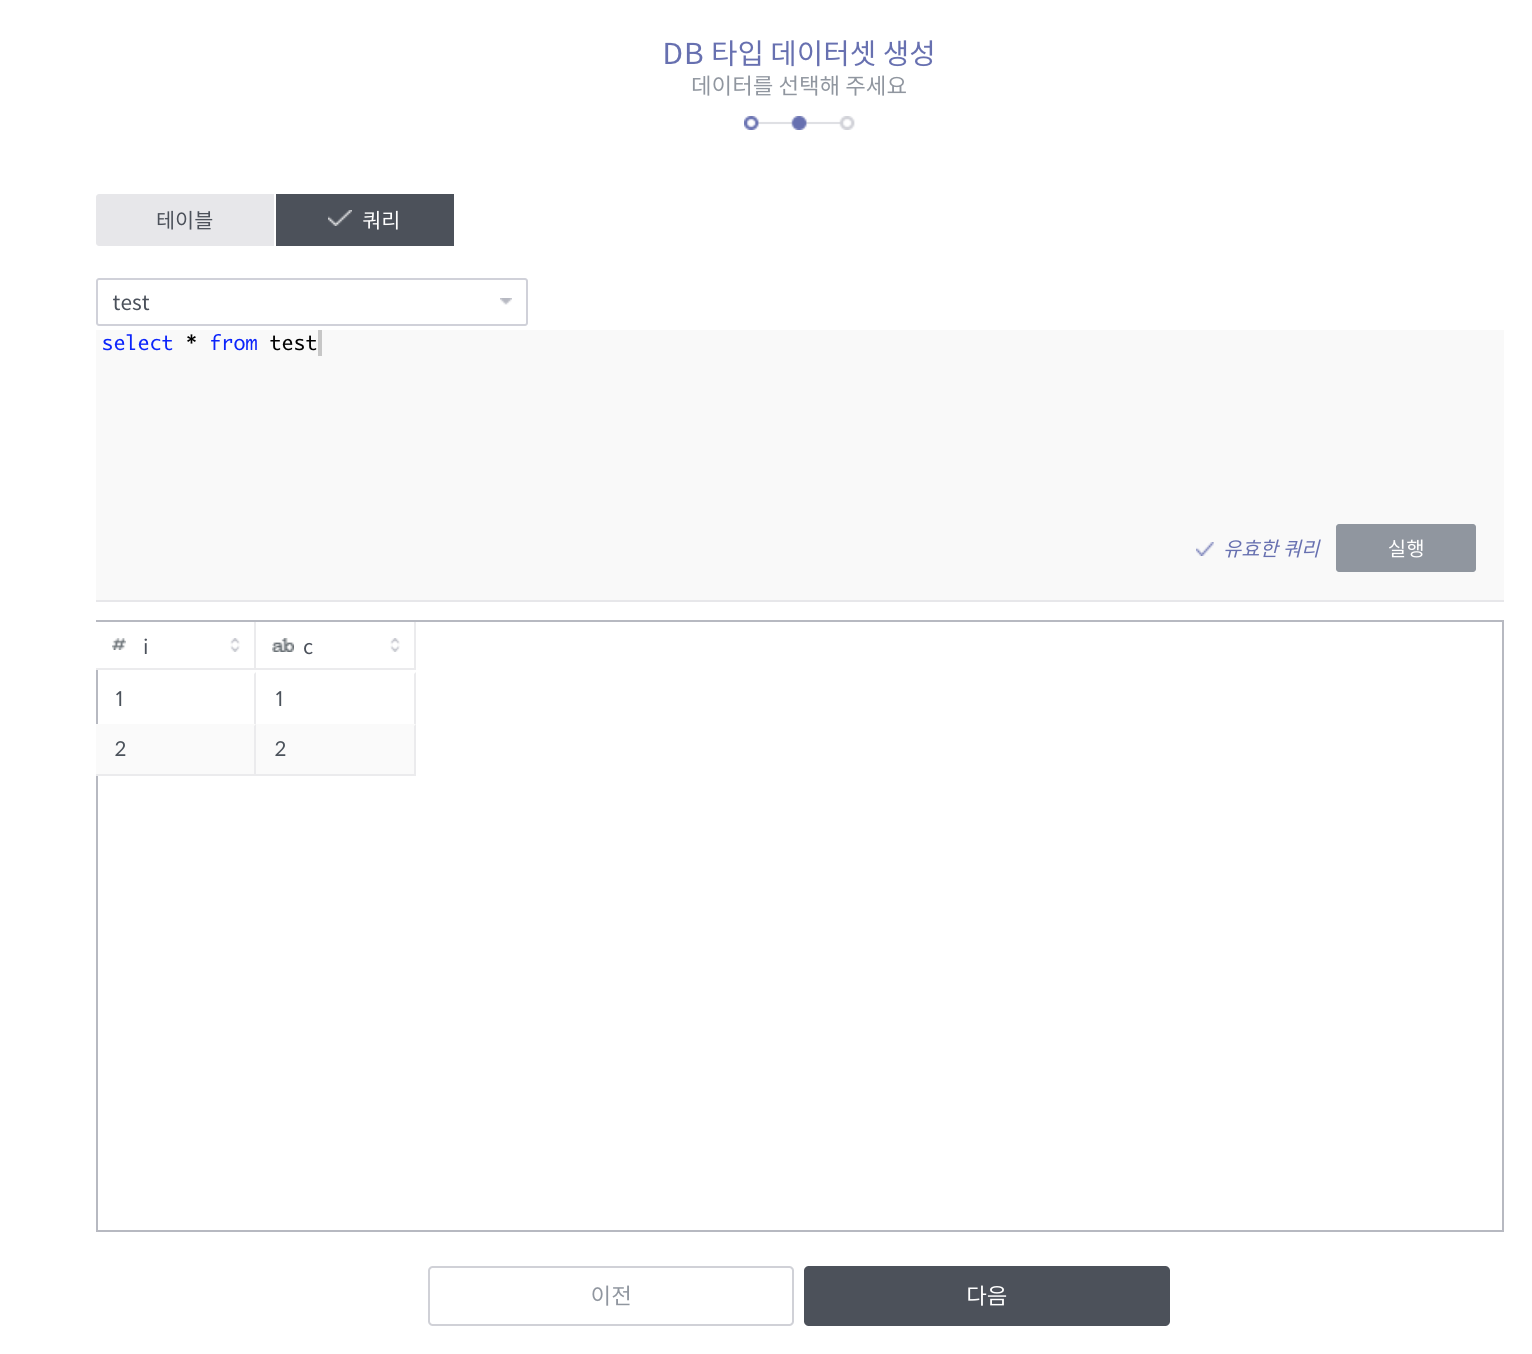 DB 타입 데이터셋 생성
데이터를 선택해 주세요
테이블 쿼리
test
select * from test
유효한 쿼리 실행
# i ab c
1 1
2 2
이전 다음